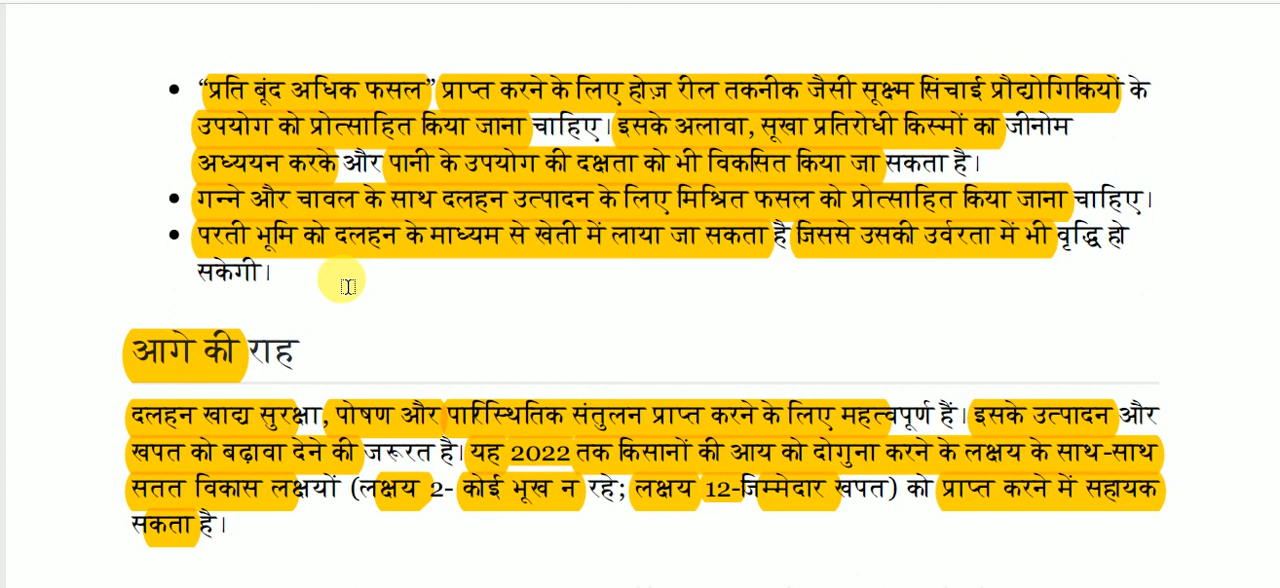 “प्रति बूंद अधिक फसल” प्राप्त करने के लिए होज़ रील तकनीक जैसी सूक्ष्म सिंचाई प्रौद्योगिकियों के
उपयोग को प्रोत्साहित किया जाना चाहिए। इसके अलावा, सूखा प्रतिरोधी किस्मों का जीनोम
अध्ययन करके और पानी के उपयोग की दक्षता को भी विकसित किया जा सकता है।
गन्ने और चावल के साथ दलहन उत्पादन के लिए मिश्रित फसल को प्रोत्साहित किया जाना चाहिए।
परती भूमि को दलहन के माध्यम से खेती में लाया जा सकता है जिससे उसकी उर्वरता में भी वृद्धि हो
सकेगी।
आगे की राह
दलहन खाद्य सुरक्षा, पोषण और पारिस्थितिक संतुलन प्राप्त करने के लिए महत्वपूर्ण हैं। इसके उत्पादन और
खपत को बढ़ावा देने की जरूरत है। यह 2022 तक किसानों की आय को दोगुना करने के लक्ष्य के साथ-साथ
सतत विकास लक्षयों (लक्षय 2- कोई भूख न रहे; लक्षय 12-जिम्मेदार खपत) को प्राप्त करने में सहायक
सकता है।